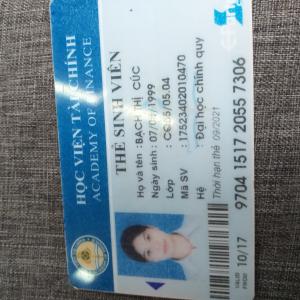 HỌC VIỆN TÀI CHÍNH
ACADEMY OF FINANCE
THẺ SINH VIÊN
Họ và tên : BẠCH THỊ CÚC
Ngày sinh : 07/07/1999
Lớp : CQ55/05.04
Mã SV : 17523402010470
Hệ : Đại học chính quy
Thời hạn thẻ 09/2021
9704 1517 2055 7306
VALID FROM 10/17